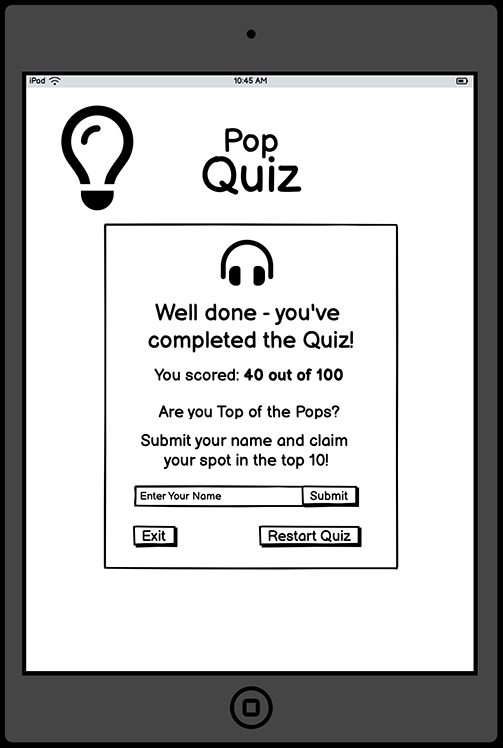 iPad 10:45 AM
Pop
Quiz
Well done - you've
completed the Quiz!
You scored: 40 out of 100
Are you Top of the Pops?
Submit your name and claim
your spot in the top 10!
Enter Your Name Submit
Exit Restart Quiz